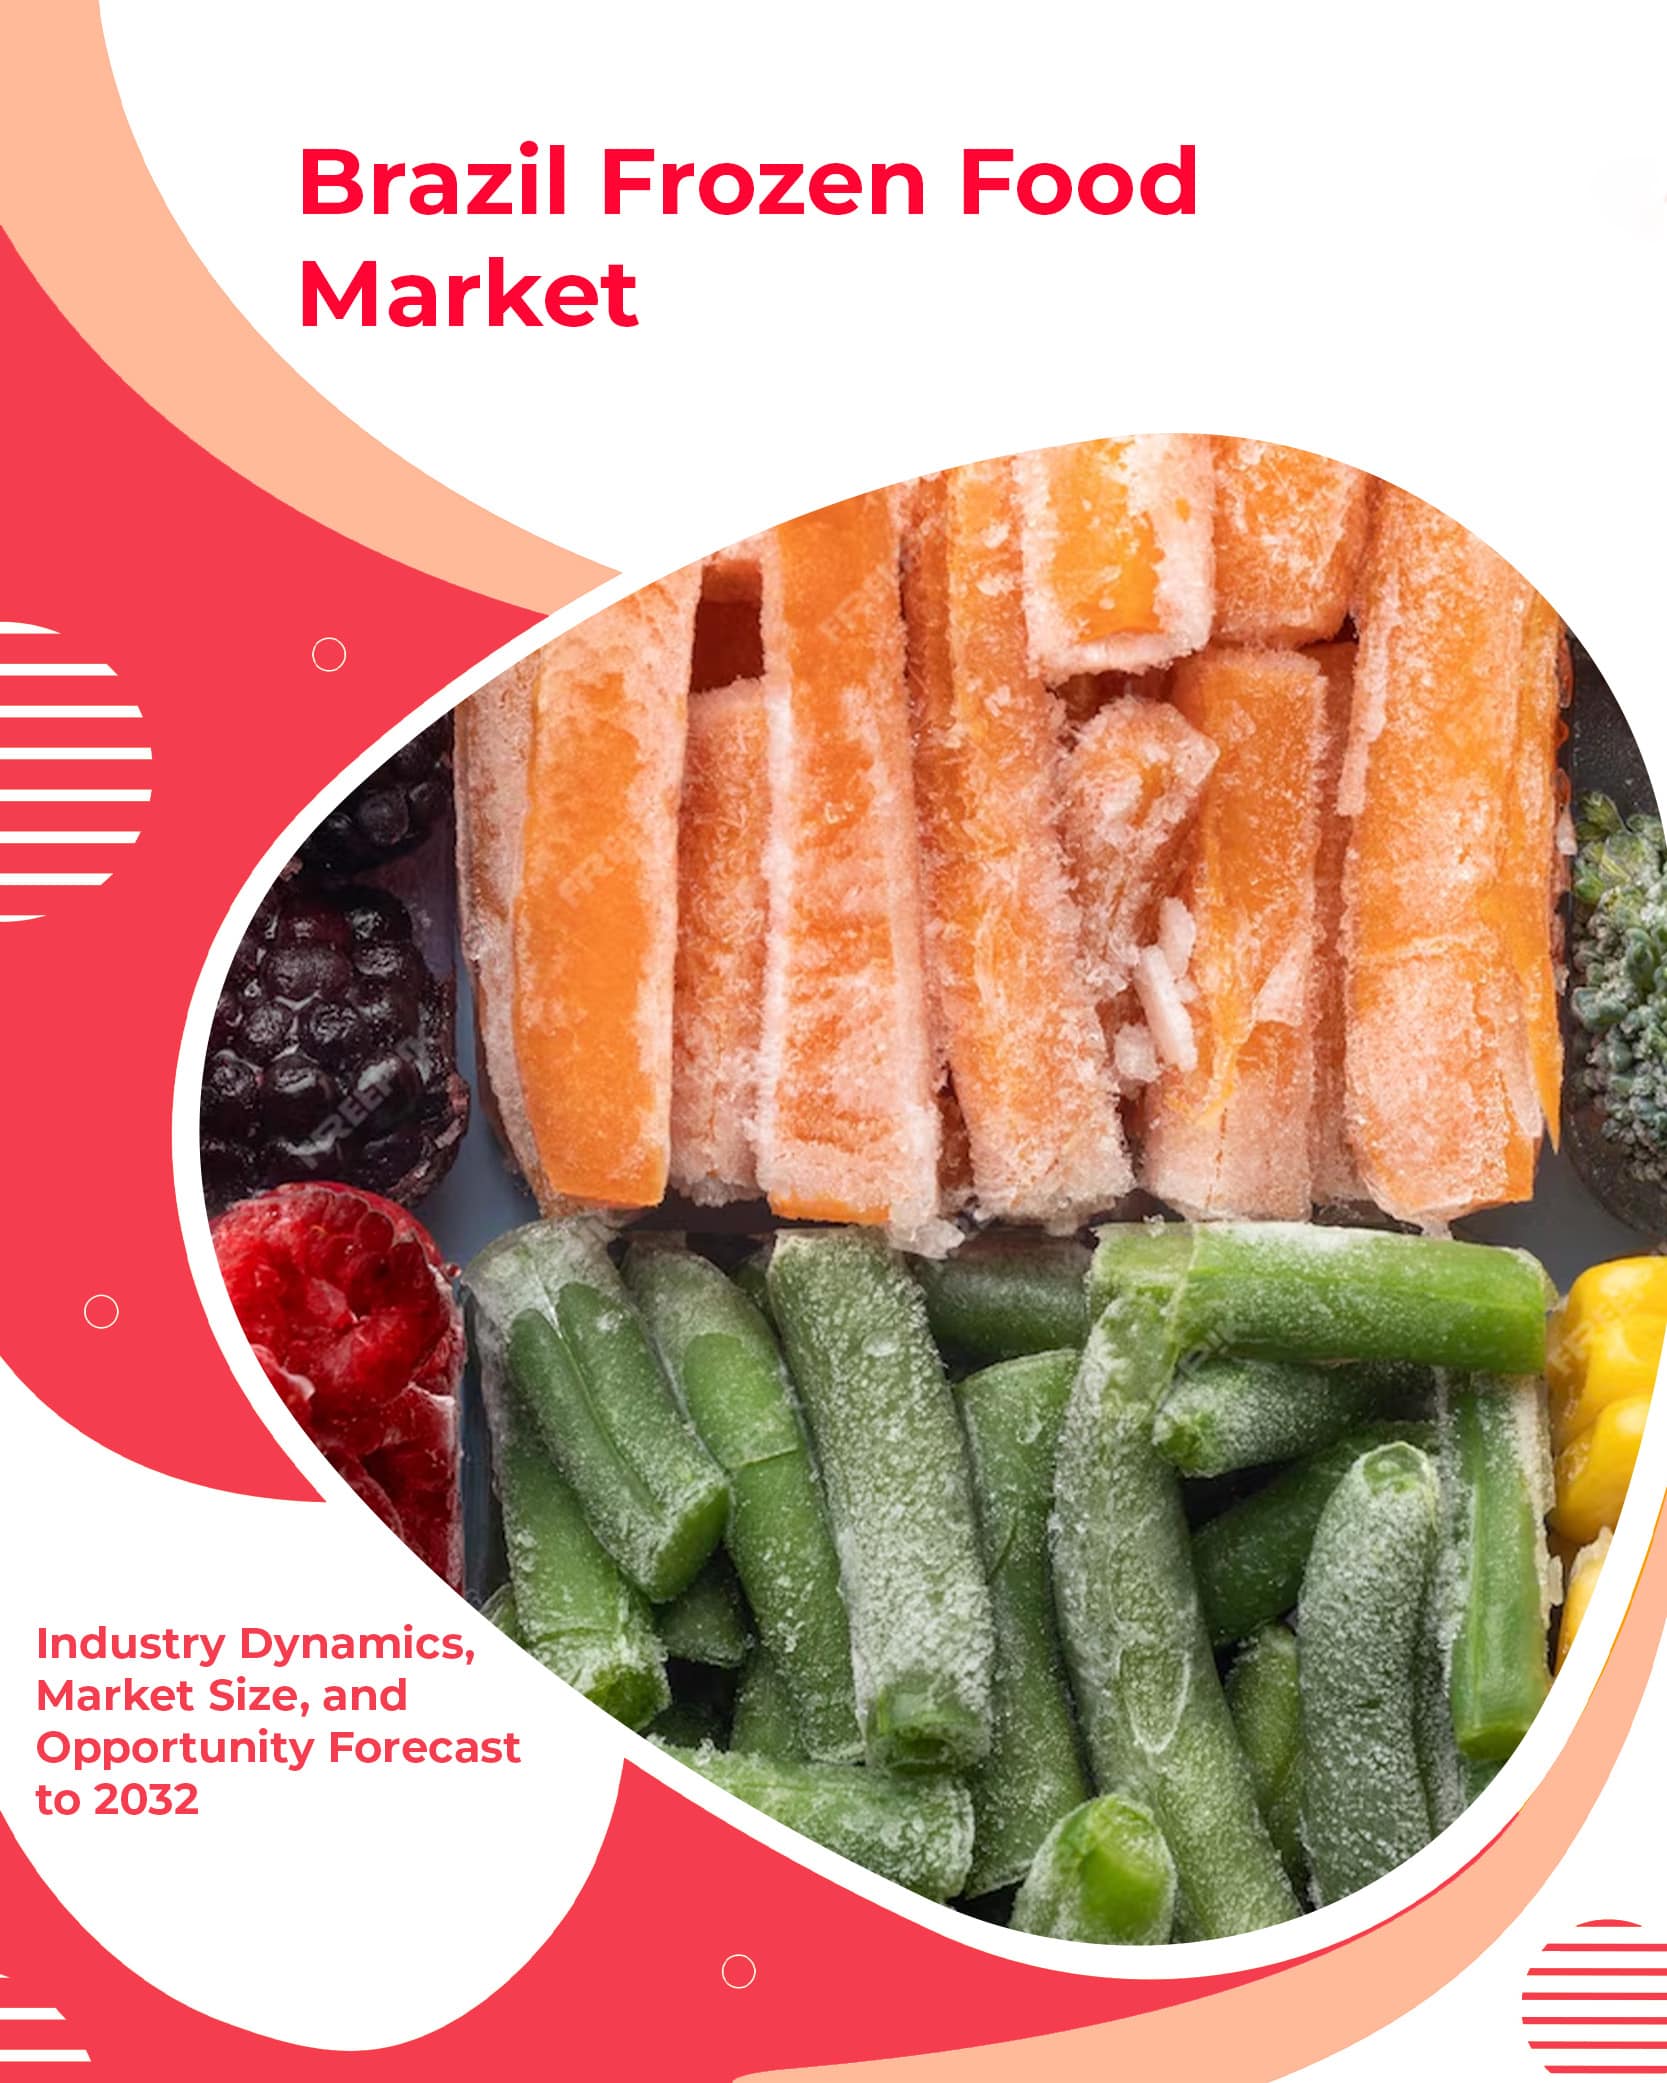 Brazil Frozen Food
Market
Industry Dynamics,
Market Size, and
Opportunity Forecast
to 2032